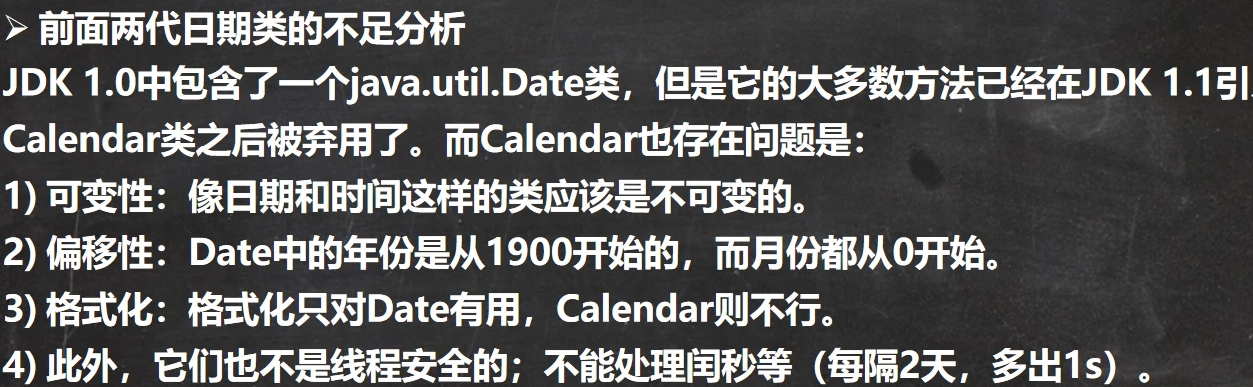 ➢ 前面两代日期类的不足分析
JDK 1.0中包含了一个java.util.Date类，但是它的大多数方法已经在JDK 1.1引
Calendar类之后被弃用了。而Calendar也存在问题是：
1) 可变性：像日期和时间这样的类应该是不可变的。
2) 偏移性：Date中的年份是从1900开始的，而月份都从0开始。
3) 格式化：格式化只对Date有用，Calendar则不行。
4) 此外，它们也不是线程安全的；不能处理闰秒等（每隔2天，多出1s）。